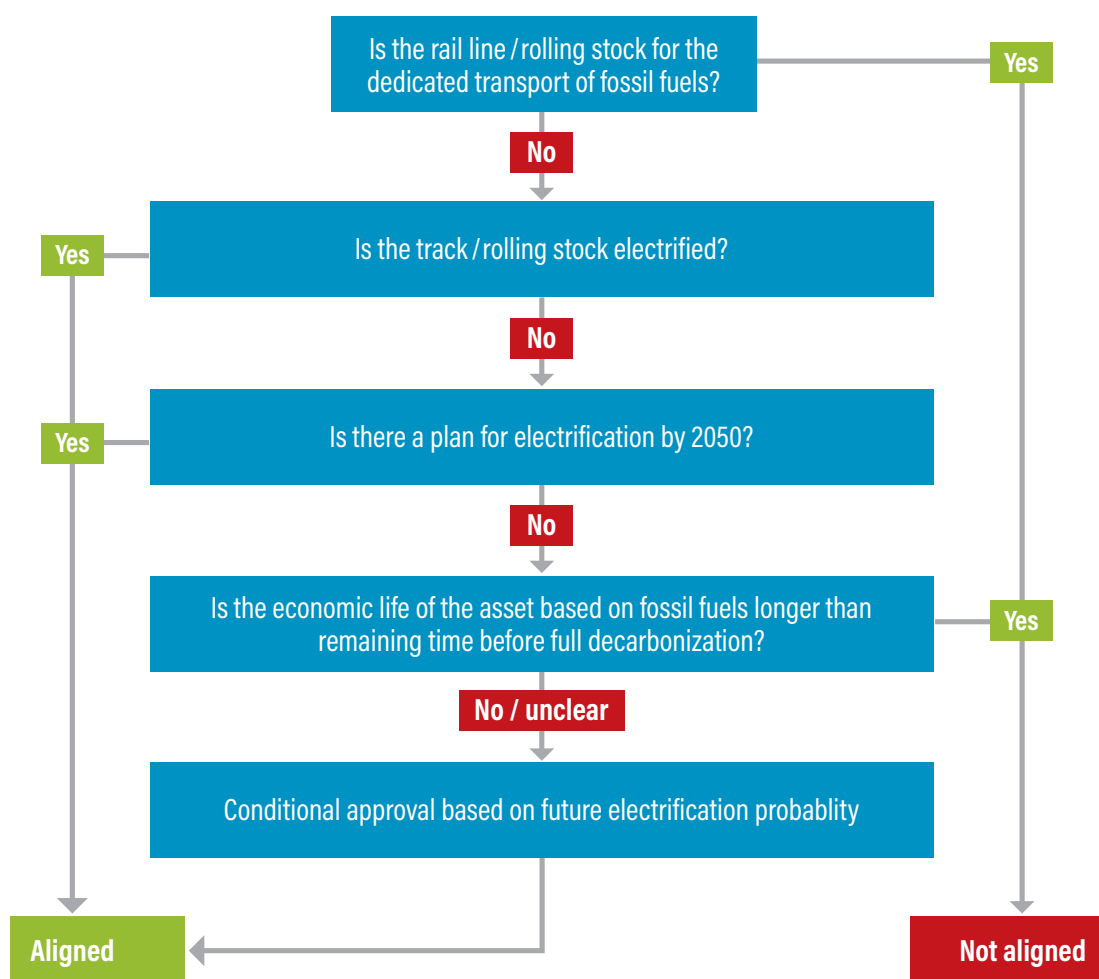 Is the rail line / rolling stock for the
dedicated transport of fossil fuels?
Yes
No
Is the track / rolling stock electrified?
Yes
No
Is there a plan for electrification by 2050?
Yes
No
Is the economic life of the asset based on fossil fuels longer than
remaining time before full decarbonization?
Yes
No / unclear
Conditional approval based on future electrification probablity
Aligned
Not aligned